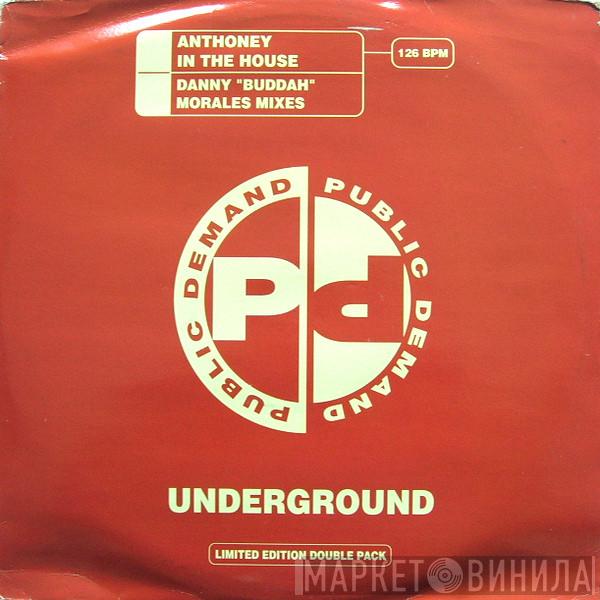 ANTHONEY
IN THE HOUSE
126 BPM
DANNY "BUDDAH"
MORALES MIXES
PUBLIC DEMAND
PUBLIC DEMAND
Pd
UNDERGROUND
LIMITED EDITION DOUBLE PACK
МАРКЕТ ВИНИЛА